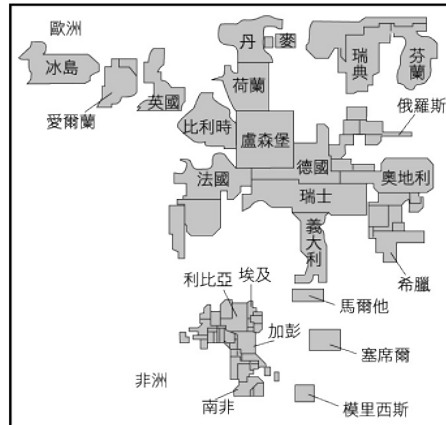 歐洲
冰島
愛爾蘭
英國
丹
麥
瑞典
芬蘭
荷蘭
俄羅斯
比利時
盧森堡
德國
法國
瑞士
奧地利
義大利
希臘
埃及
利比亞
馬爾他
加彭
塞席爾
非洲
南非
模里西斯